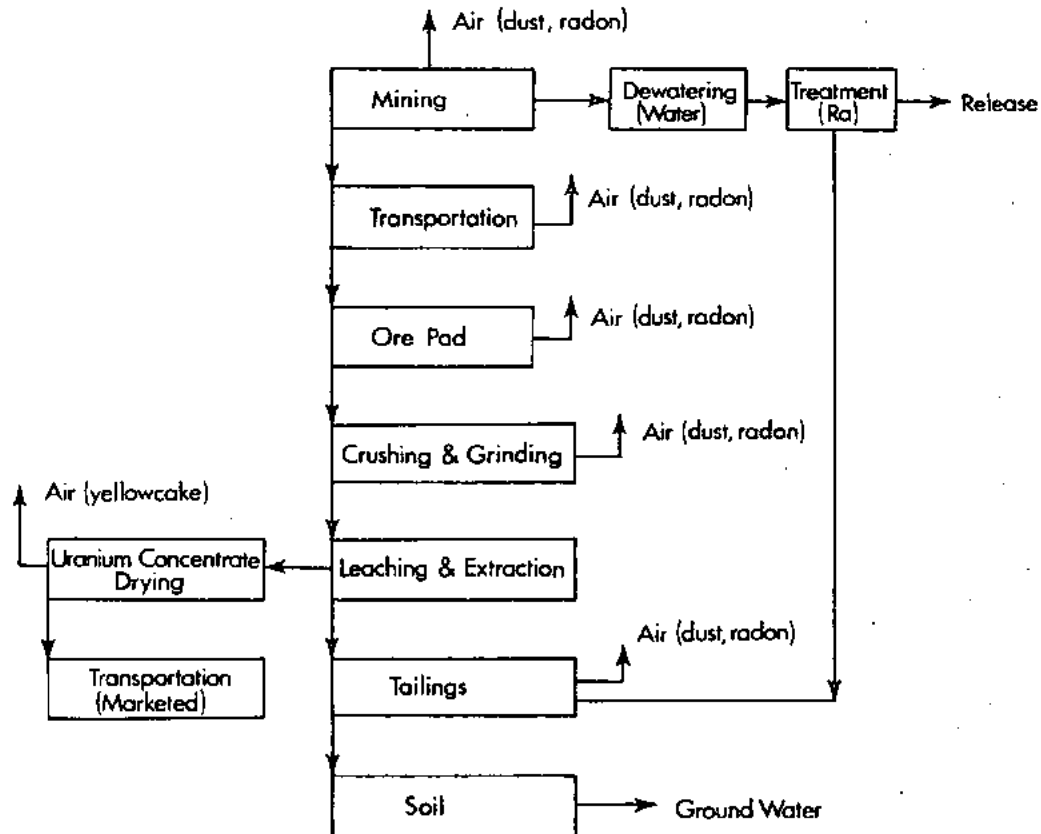 Air (dust, radon)
Mining
Dewatering
(Water)
Treatment
(Ra)
Release
Transportation
Air (dust, radon)
Ore Pad
Air (dust, radon)
Crushing & Grinding
Air (dust, radon)
Air (yellowcake)
Uranium Concentrate
Drying
Leaching & Extraction
Transportation
(Marketed)
Tailings
Air (dust, radon)
Soil
Ground Water